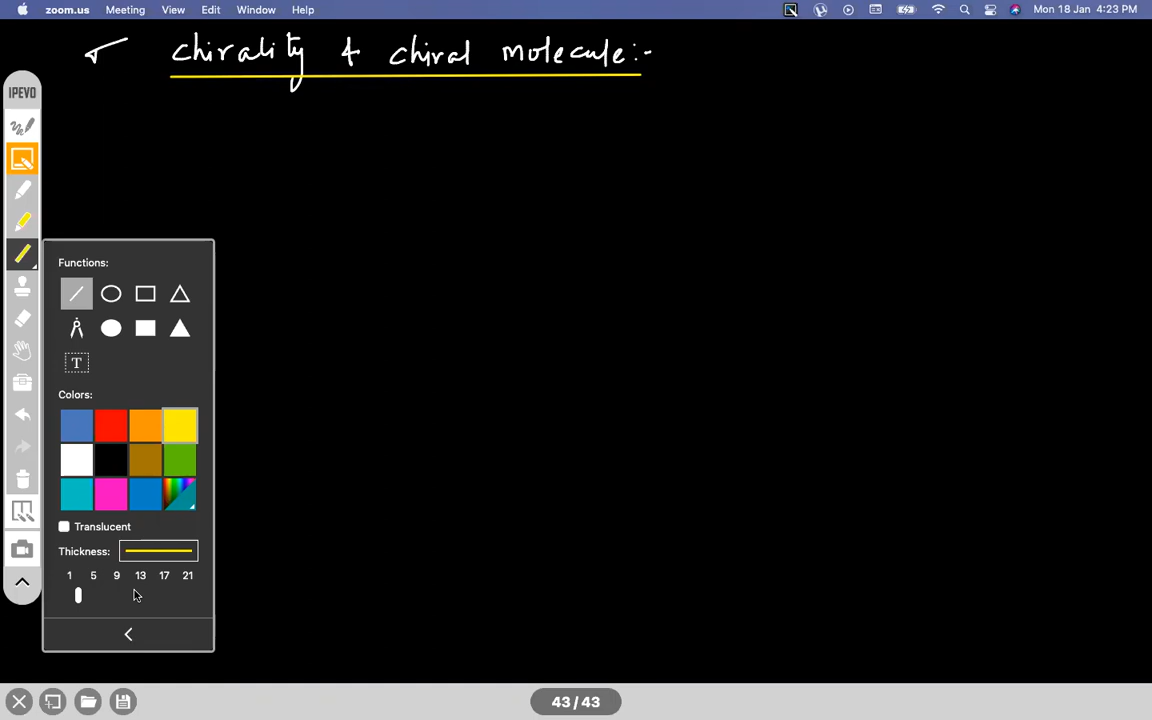 zoom.us Meeting View Edit Window Help Mon 18 Jan 4:23 PM
chirality & chiral molecule:-
IPEVO
Functions:
T
Colors:
Translucent
Thickness:
1 5 9 13 17 21
43 / 43